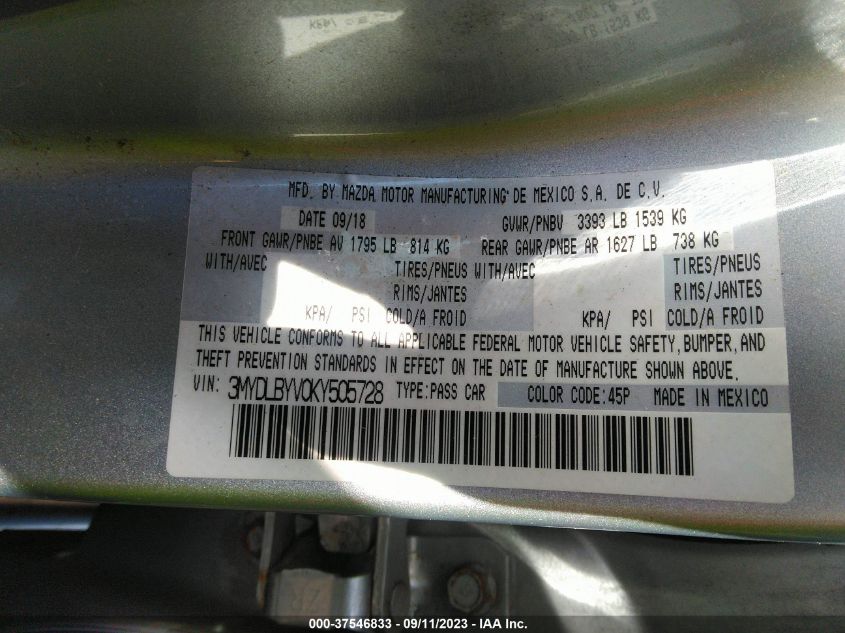 MFD. BY MAZDA MOTOR MANUFACTURING DE MEXICO S.A. DE C.V.
DATE 09/18 GVWR/PNBV 3393 LB 1539 KG
FRONT GAWR/PNBE AV 1795 LB 814 KG REAR GAWR/PNBE AR 1627 LB 738 KG
WITH/AVEC TIRES/PNEUS WITH/AVEC TIRES/PNEUS
RIMS/JANTES RIMS/JANTES
KPA/ PSI COLD/A FROID KPA/ PSI COLD/A FROID
THIS VEHICLE CONFORMS TO ALL APPLICABLE FEDERAL MOTOR VEHICLE SAFETY, BUMPER, AND
THEFT PREVENTION STANDARDS IN EFFECT ON THE DATE OF MANUFACTURE SHOWN ABOVE.
VIN: 3MYDLBYV0KY505728 TYPE:PASS CAR COLOR CODE:45P MADE IN MEXICO
000-37546833 - 09/11/2023 - IAA Inc.